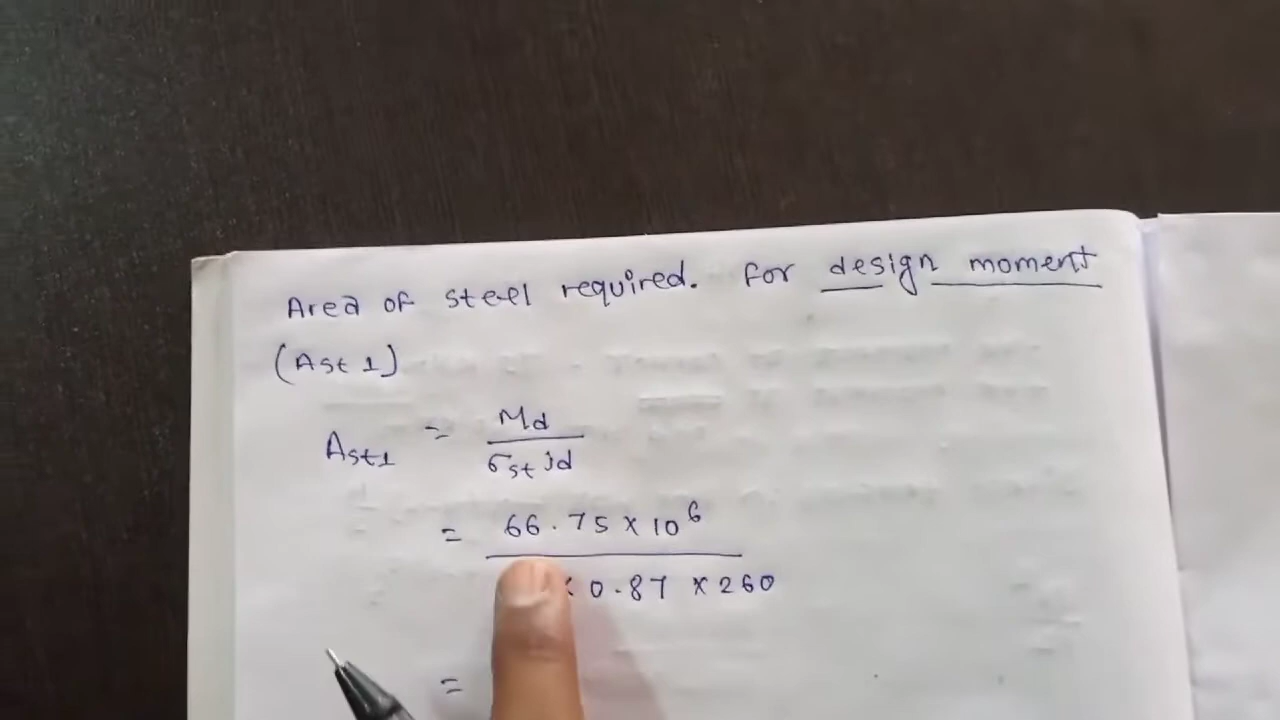 Area of steel required. for design moment
(Ast 1)
Ast1 = Md / σst jd
= 66.75 × 10^6 / × 0.87 × 260
=